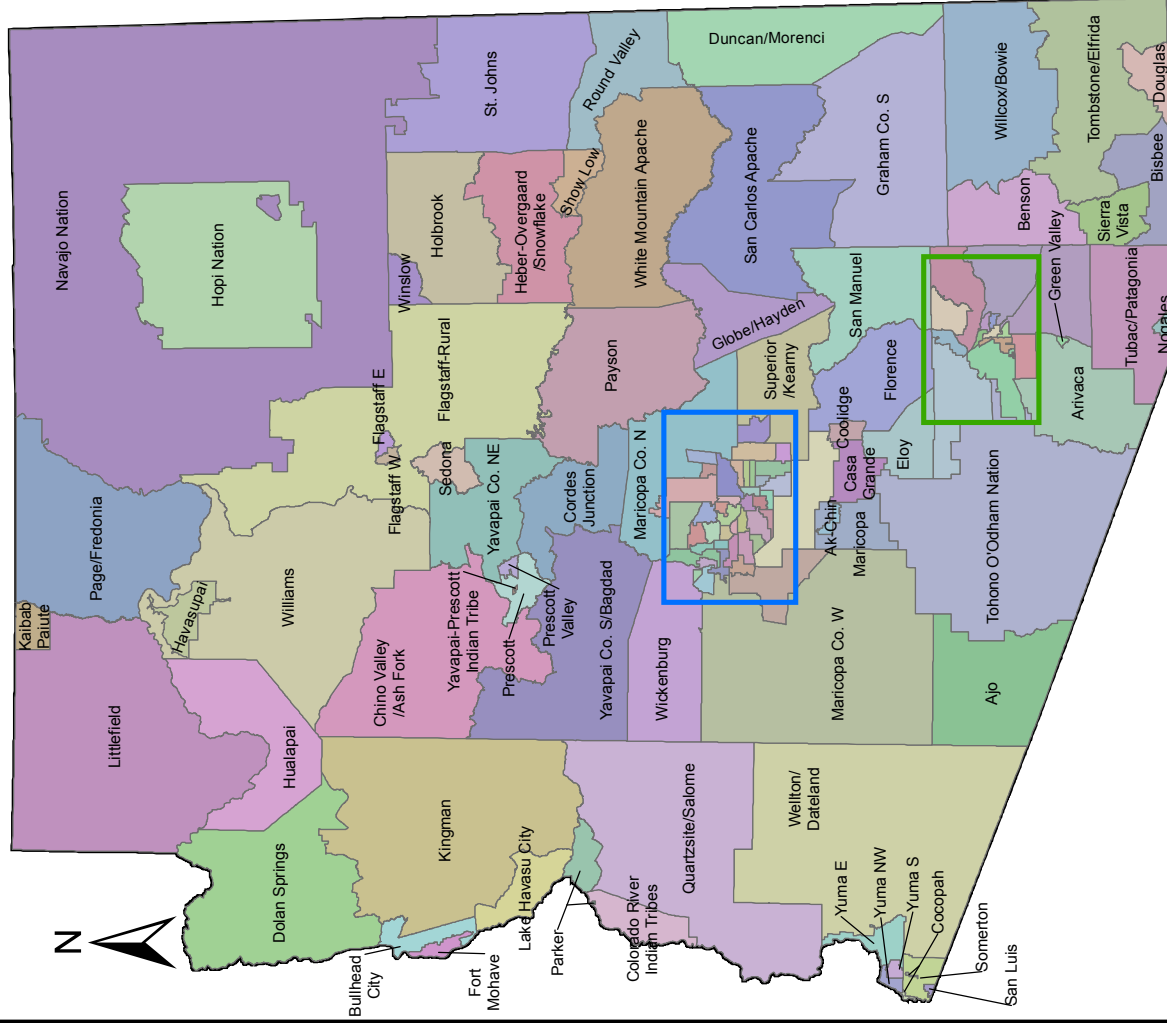 N
Navajo Nation
Hopi Nation
Page/Fredonia
Kaibab
Paiute
Littlefield
Havasupai
Hualapai
Williams
Dolan Springs
Flagstaff E
Flagstaff W
Flagstaff-Rural
Winslow
Holbrook
St. Johns
Heber-Overgaard
/Snowflake
Show Low
Round Valley
Sedona
Yavapai Co. NE
Chino Valley
/Ash Fork
Yavapai-Prescott
Indian Tribe
Prescott
Prescott
Valley
Cordes
Junction
Yavapai Co. S/Bagdad
Kingman
Bullhead
City
Fort
Mohave
Lake Havasu City
Parker
Colorado River
Indian Tribes
Quartzsite/Salome
Wickenburg
Maricopa Co. N
Payson
White Mountain Apache
San Carlos Apache
Duncan/Morenci
Graham Co. S
Globe/Hayden
Superior
/Kearny
San Manuel
Florence
Coolidge
Casa
Grande
Eloy
Ak-Chin
Maricopa
Maricopa Co. W
Wellton/
Dateland
Yuma E
Yuma NW
Yuma S
Cocopah
Somerton
San Luis
Ajo
Tohono O'Odham Nation
Arivaca
Green Valley
Tubac/Patagonia
Nogales
Benson
Sierra
Vista
Willcox/Bowie
Tombstone/Elfrida
Bisbee
Douglas